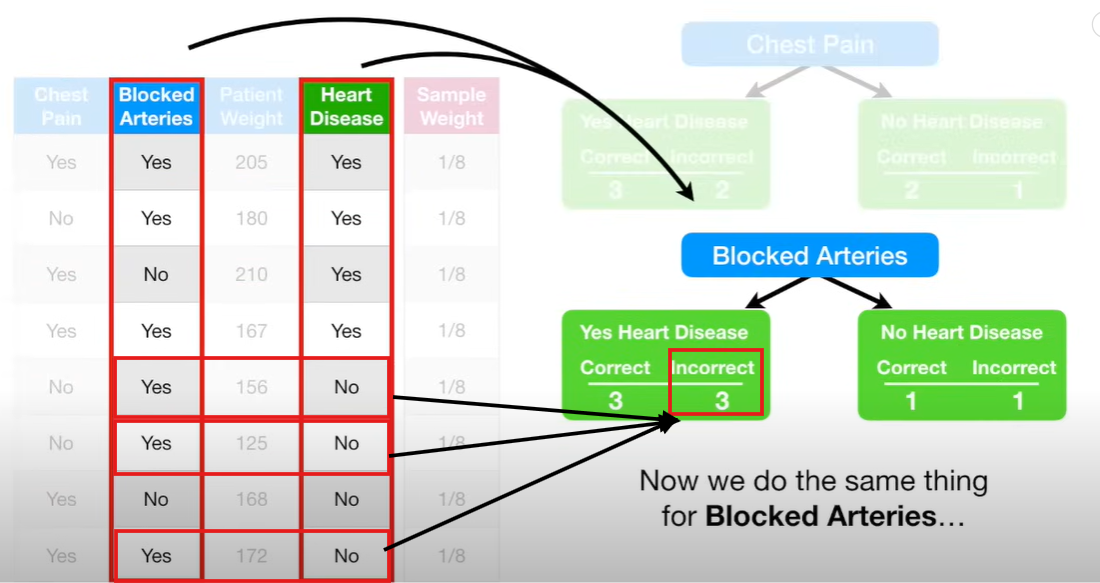 Chest Pain
Chest Pain Blocked Arteries Patient Weight Heart Disease Sample Weight
Yes Heart Disease No Heart Disease
Correct Incorrect Correct Incorrect
3 2 2 1
Yes Yes 205 Yes 1/8
No Yes 180 Yes 1/8
Blocked Arteries
Yes No 210 Yes 1/8
Yes Yes 167 Yes 1/8
Yes Heart Disease No Heart Disease
Correct Incorrect Correct Incorrect
3 3 1 1
No Yes 156 No 1/8
No Yes 125 No 1/8
Yes No 168 No 1/8
Yes Yes 172 No 1/8
Now we do the same thing
for Blocked Arteries…